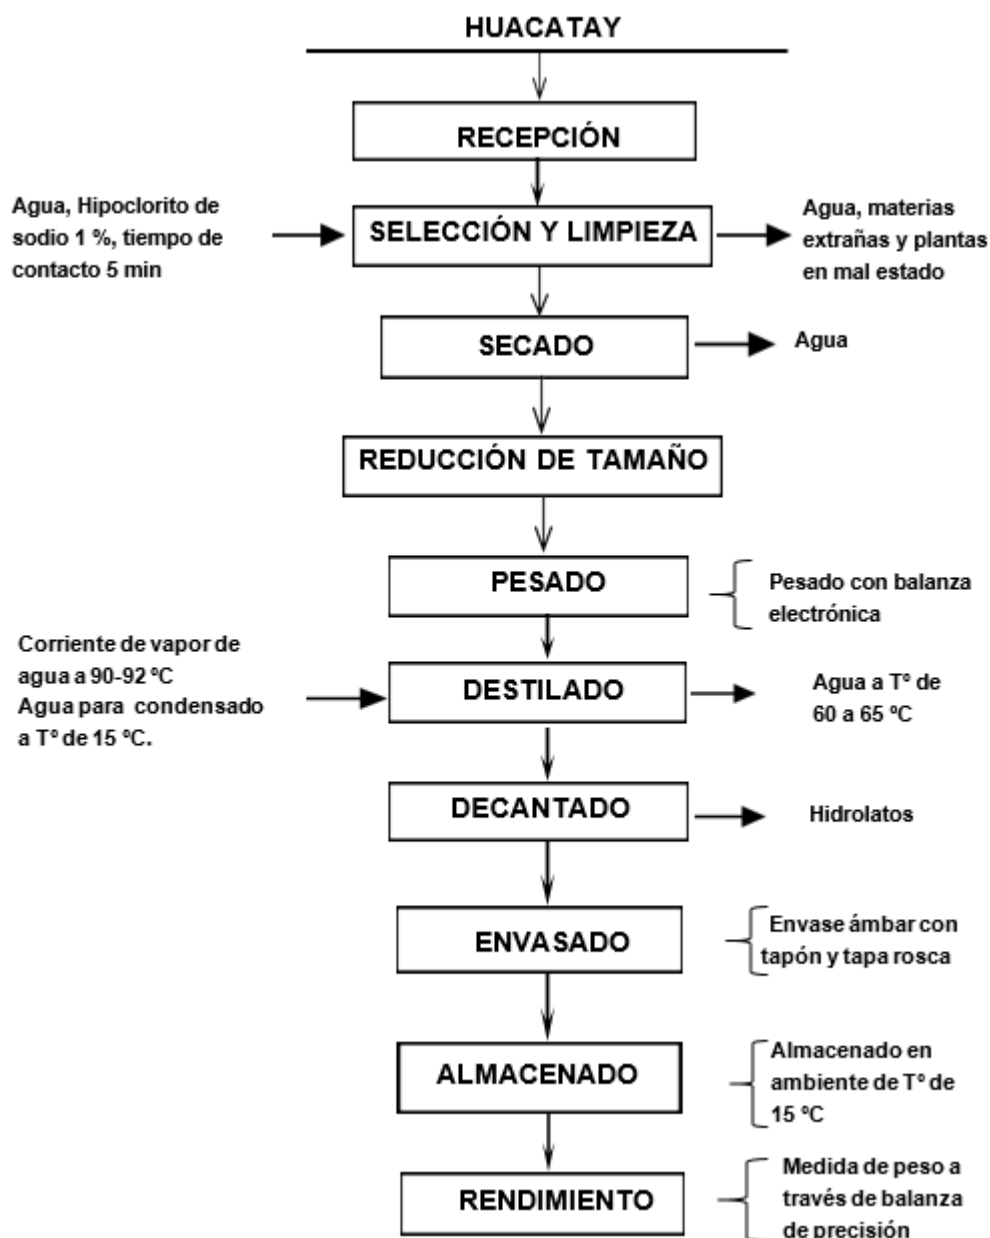 HUACATAY
RECEPCIÓN
Agua, Hipoclorito de
sodio 1 %, tiempo de
contacto 5 min
SELECCIÓN Y LIMPIEZA
Agua, materias
extrañas y plantas
en mal estado
SECADO
Agua
REDUCCIÓN DE TAMAÑO
PESADO
Pesado con balanza
electrónica
Corriente de vapor de
agua a 90-92 ºC
Agua para condensado
a Tº de 15 ºC.
DESTILADO
Agua a Tº de
60 a 65 ºC
DECANTADO
Hidrolatos
ENVASADO
Envase ámbar con
tapón y tapa rosca
ALMACENADO
Almacenado en
ambiente de Tº de
15 ºC
RENDIMIENTO
Medida de peso a
través de balanza
de precisión